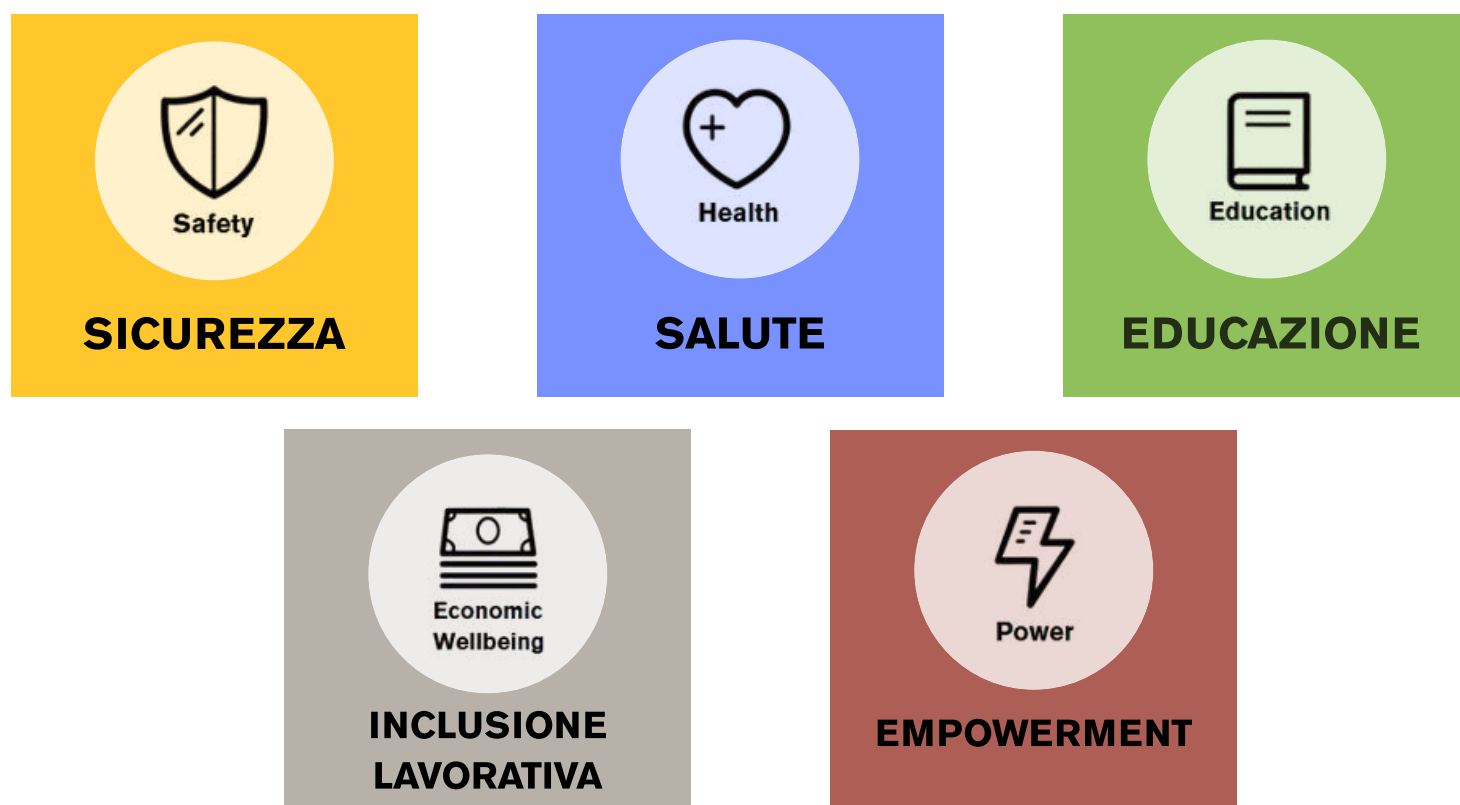 Safety
SICUREZZA
Health
SALUTE
Education
EDUCAZIONE
Economic
Wellbeing
INCLUSIONE
LAVORATIVA
Power
EMPOWERMENT